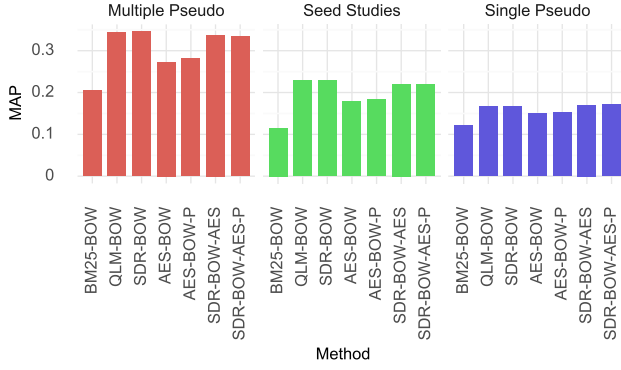 Multiple Pseudo
Seed Studies
Single Pseudo
MAP
0.3
0.2
0.1
0
BM25-BOW
QLM-BOW
SDR-BOW
AES-BOW
AES-BOW-P
SDR-BOW-AES
SDR-BOW-AES-P
BM25-BOW
QLM-BOW
SDR-BOW
AES-BOW
AES-BOW-P
SDR-BOW-AES
SDR-BOW-AES-P
BM25-BOW
QLM-BOW
SDR-BOW
AES-BOW
AES-BOW-P
SDR-BOW-AES
SDR-BOW-AES-P
Method